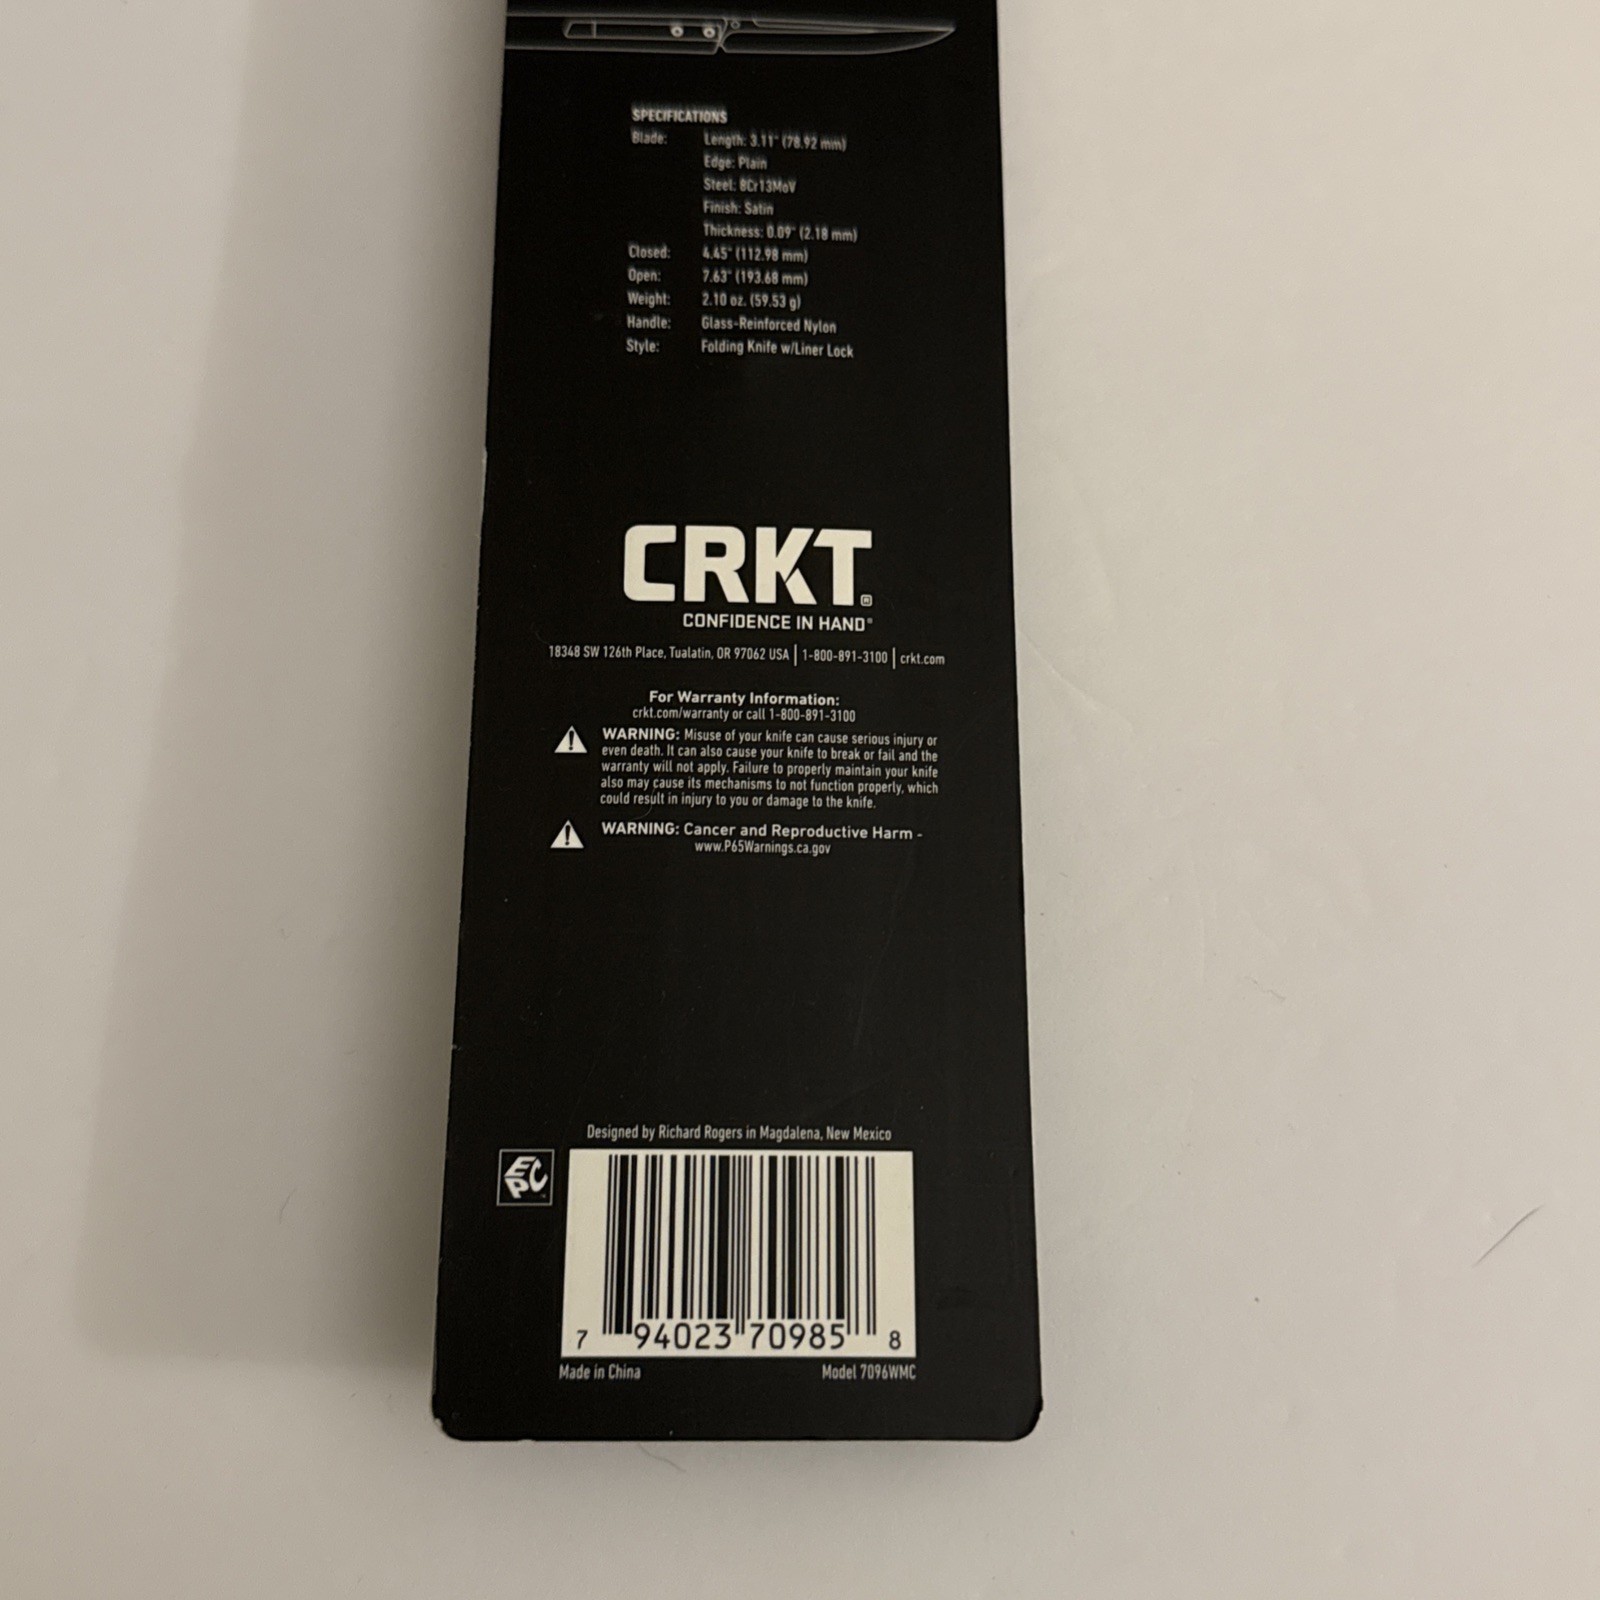 SPECIFICATIONS
Blade: Length: 3.11" (78.92 mm)
Edge: Plain
Steel: 8Cr13MoV
Finish: Satin
Thickness: 0.09" (2.18 mm)
Closed: 4.45" (112.98 mm)
Open: 7.63" (193.68 mm)
Weight: 2.10 oz. (59.53 g)
Handle: Glass-Reinforced Nylon
Style: Folding Knife w/Liner Lock
CRKT®
CONFIDENCE IN HAND®
18348 SW 126th Place, Tualatin, OR 97062 USA | 1-800-891-3100 | crkt.com
For Warranty Information:
crkt.com/warranty or call 1-800-891-3100
WARNING: Misuse of your knife can cause serious injury or
even death. It can also cause your knife to break or fail and the
warranty will not apply. Failure to properly maintain your knife
also may cause its mechanisms to not function properly, which
could result in injury to you or damage to the knife.
WARNING: Cancer and Reproductive Harm -
www.P65Warnings.ca.gov
Designed by Richard Rogers in Magdalena, New Mexico
EPC
7 94023 70985 8
Made in China Model 7096WMC